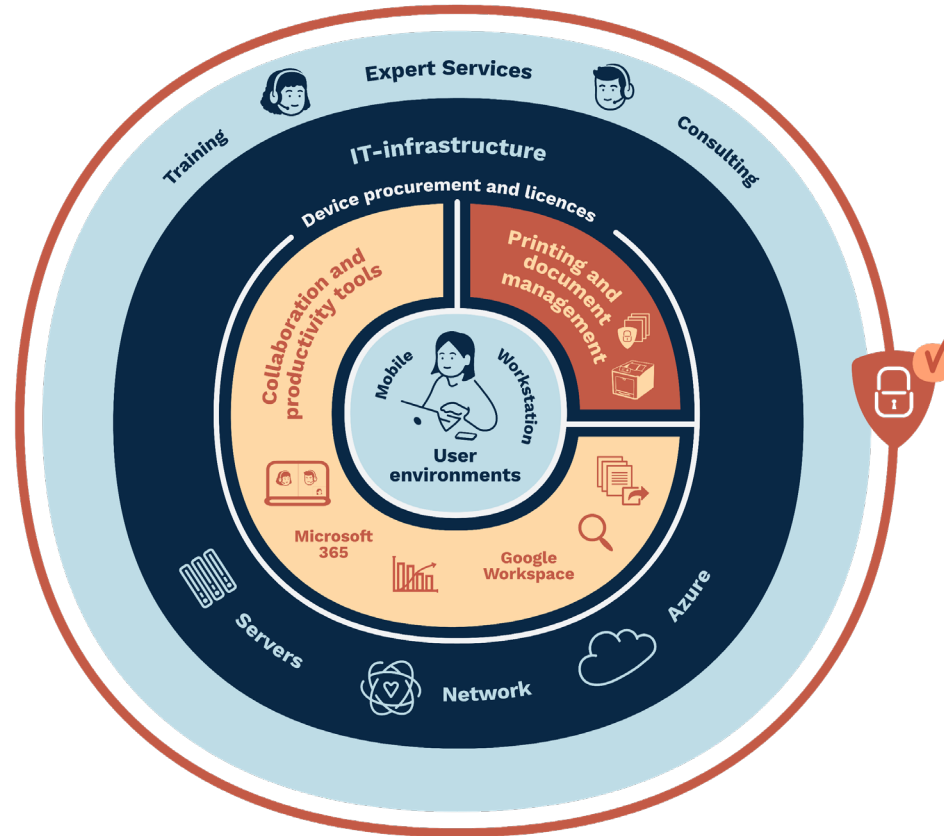 Expert Services
Training
Consulting
IT-infrastructure
Device procurement and licences
Collaboration and
productivity tools
Printing and
document
management
Mobile
Workstation
User
environments
Microsoft
365
Google
Workspace
Servers
Network
Azure